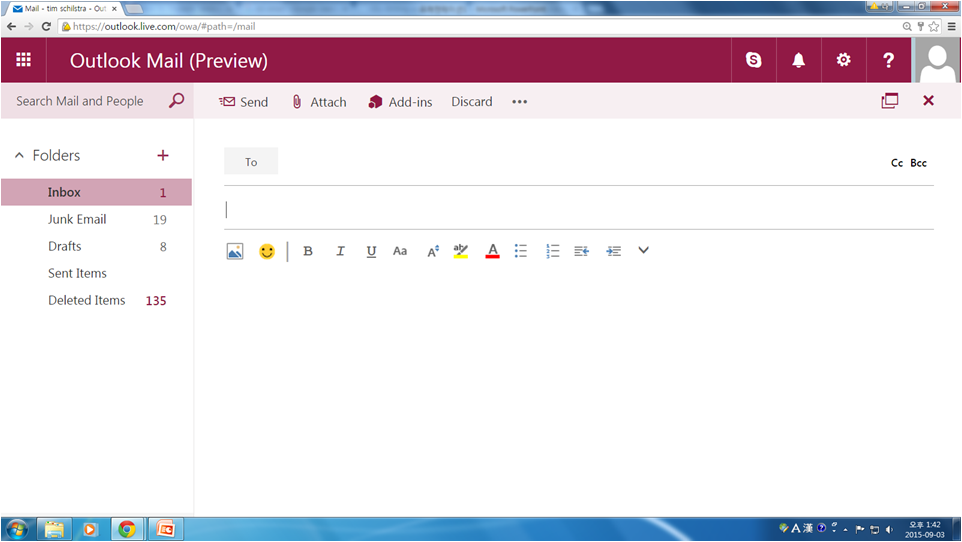 Mail - tim schilstra - Out
https://outlook.live.com/owa/#path=/mail
Outlook Mail (Preview)
?
Search Mail and People
Send Attach Add-ins Discard •••
Folders
To
Cc Bcc
Inbox 1
Junk Email 19
Drafts 8
Sent Items
Deleted Items 135
B I U Aa A ab A
A 漢
오후 1:42
2015-09-03